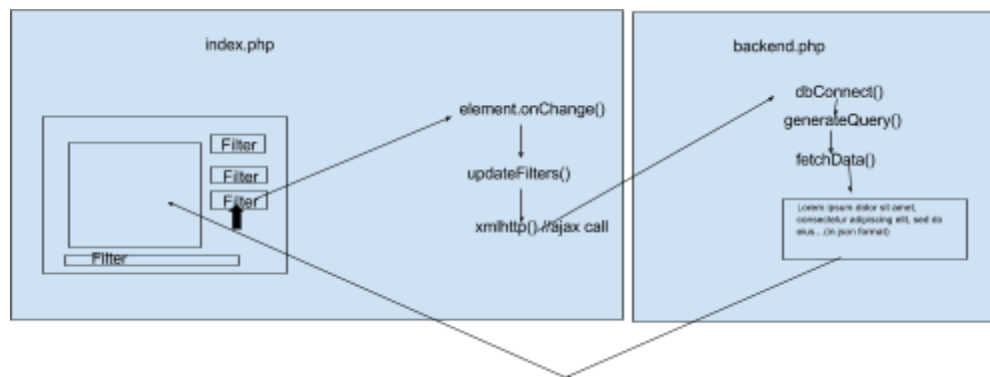 index.php
Filter
Filter
Filter
Filter
element.onChange()
updateFilters()
xmlhttp() //ajax call
backend.php
dbConnect()
generateQuery()
fetchData()
Lorem ipsum dolor sit amet,
consectetur adipiscing elit, sed do
eius....(in json format)